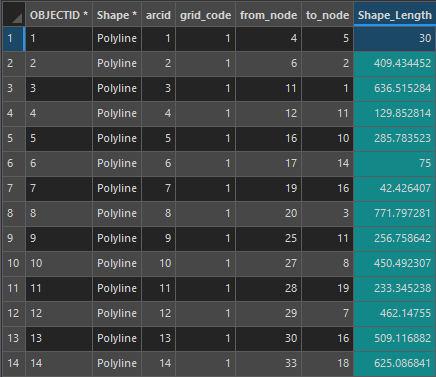 OBJECTID * Shape * arcid grid_code from_node to_node Shape_Length
1 1 Polyline 1 1 4 5 30
2 2 Polyline 2 1 6 2 409.434452
3 3 Polyline 3 1 11 1 636.515284
4 4 Polyline 4 1 12 11 129.852814
5 5 Polyline 5 1 16 10 285.783523
6 6 Polyline 6 1 17 14 75
7 7 Polyline 7 1 19 16 42.426407
8 8 Polyline 8 1 20 3 771.797281
9 9 Polyline 9 1 25 11 256.758642
10 10 Polyline 10 1 27 8 450.492307
11 11 Polyline 11 1 28 19 233.345238
12 12 Polyline 12 1 29 7 462.14755
13 13 Polyline 13 1 30 16 509.116882
14 14 Polyline 14 1 33 18 625.086841